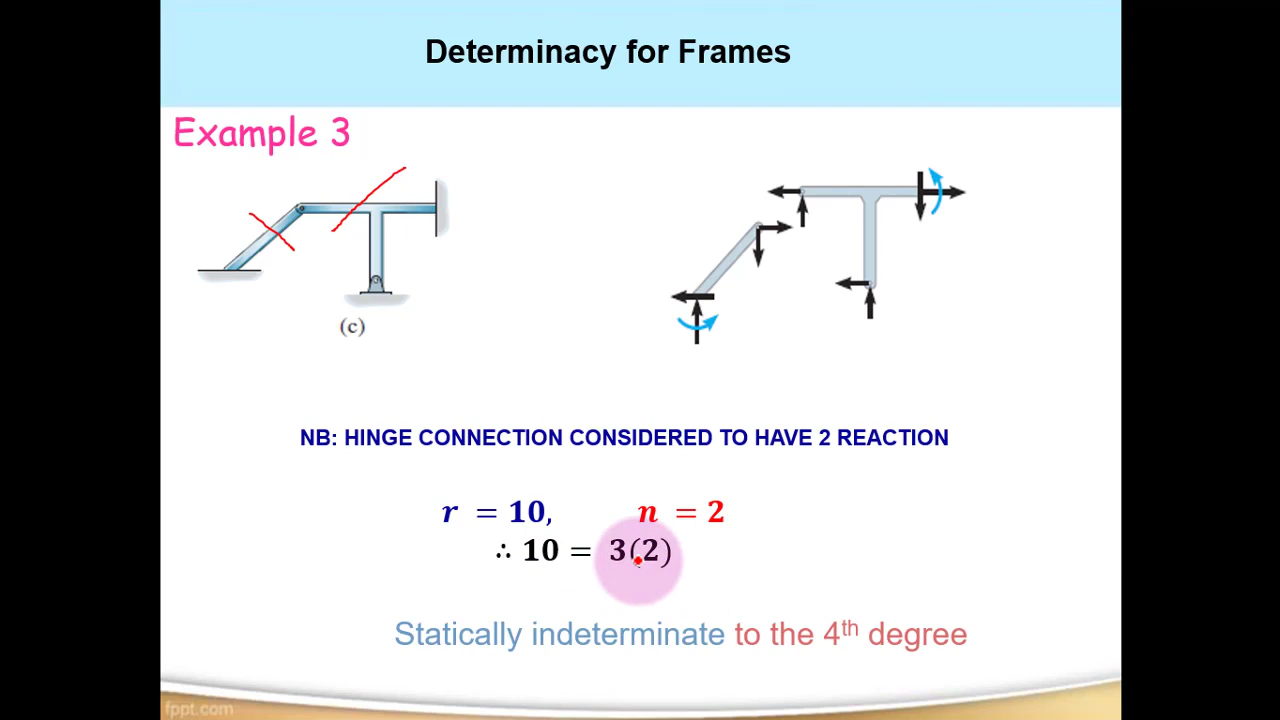 Determinacy for Frames
Example 3
(c)
NB: HINGE CONNECTION CONSIDERED TO HAVE 2 REACTION
r = 10, n = 2
∴ 10 = 3(2)
Statically indeterminate to the 4th degree
fppt.com